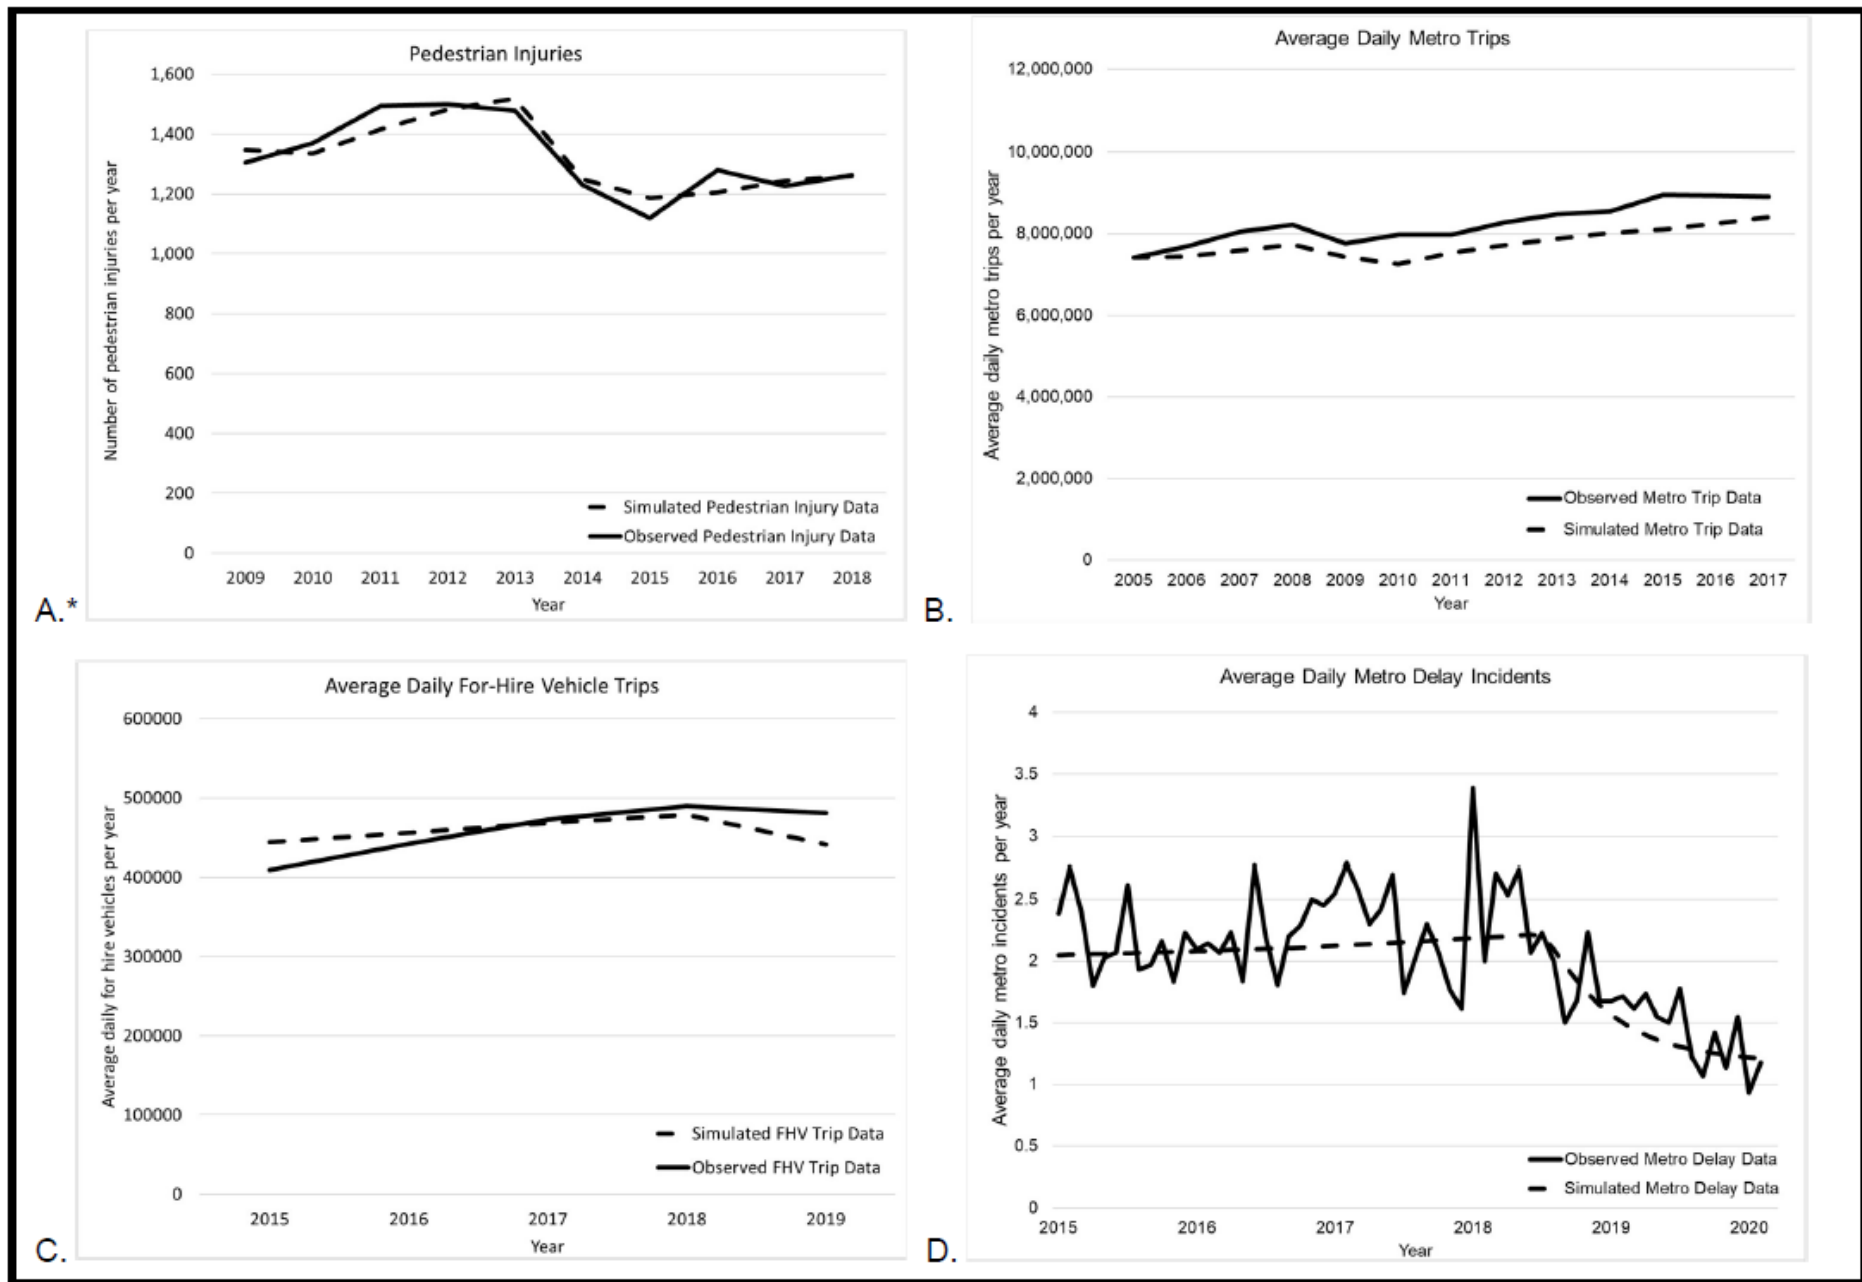 Pedestrian Injuries
Number of pedestrian injuries per year
1,600
1,400
1,200
1,000
800
600
400
200
0
Simulated Pedestrian Injury Data
Observed Pedestrian Injury Data
2009 2010 2011 2012 2013 2014 2015 2016 2017 2018
Year
A.*
Average Daily Metro Trips
Average daily metro trips per year
12,000,000
10,000,000
8,000,000
6,000,000
4,000,000
2,000,000
0
Observed Metro Trip Data
Simulated Metro Trip Data
2005 2006 2007 2008 2009 2010 2011 2012 2013 2014 2015 2016 2017
Year
B.
Average Daily For-Hire Vehicle Trips
Average daily for hire vehicles per year
600000
500000
400000
300000
200000
100000
0
Simulated FHV Trip Data
Observed FHV Trip Data
2015 2016 2017 2018 2019
Year
C.
Average Daily Metro Delay Incidents
Average daily metro incidents per year
4
3.5
3
2.5
2
1.5
1
0.5
0
Observed Metro Delay Data
Simulated Metro Delay Data
2015 2016 2017 2018 2019 2020
Year
D.